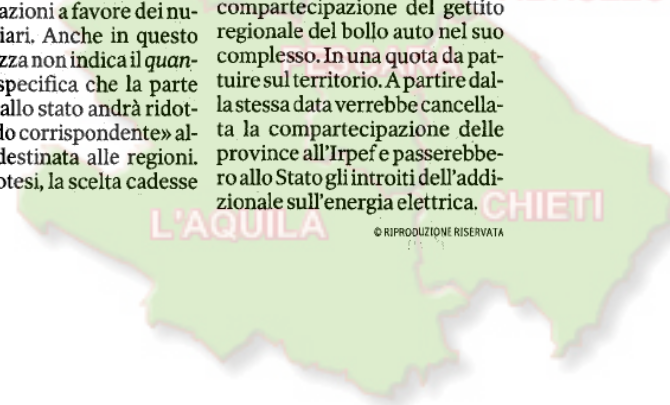 azioni a favore dei nu-
iari. Anche in questo
zza non indica il quan-
specifica che la parte
allo stato andrà ridot-
do corrispondente» al-
destinata alle regioni.
otesi, la scelta cadesse
compartecipazione del gettito
regionale del bollo auto nel suo
complesso. In una quota da pat-
tuire sul territorio. A partire dal-
la stessa data verrebbe cancella-
ta la compartecipazione delle
province all'Irpef e passerebbe-
ro allo Stato gli introiti dell'addi-
zionale sull'energia elettrica.
© RIPRODUZIONE RISERVATA
PESCARA
L'AQUILA
CHIETI